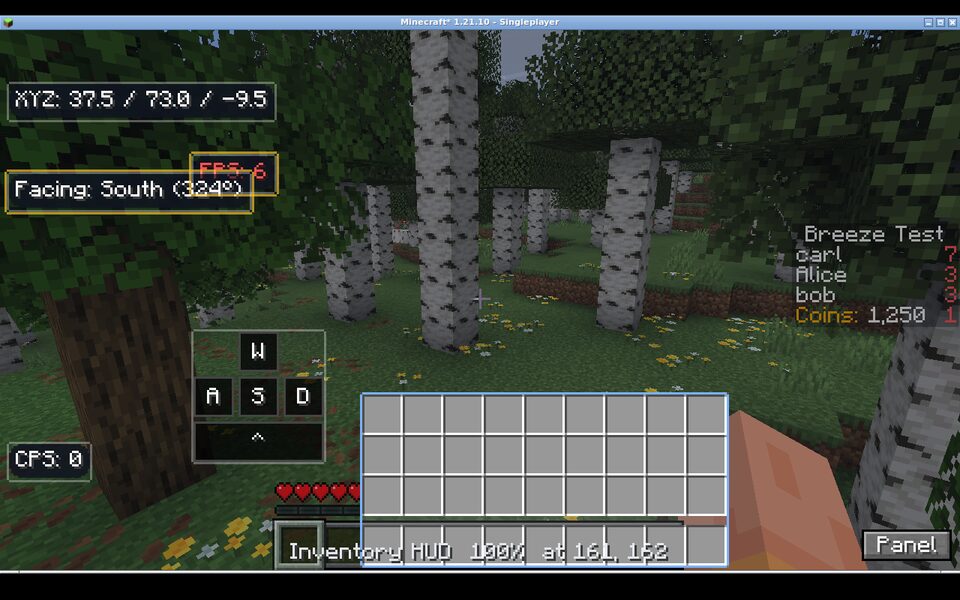 Minecraft* 1.21.10 - Singleplayer
XYZ: 37.5 / 73.0 / -9.5
FPS: 6
Facing: South (324°)
Breeze Test
carl 7
Alice 3
bob 3
Coins: 1,250 1
W
A S D
^
CPS: 0
Inventory HUD 100% at 161, 162
Panel